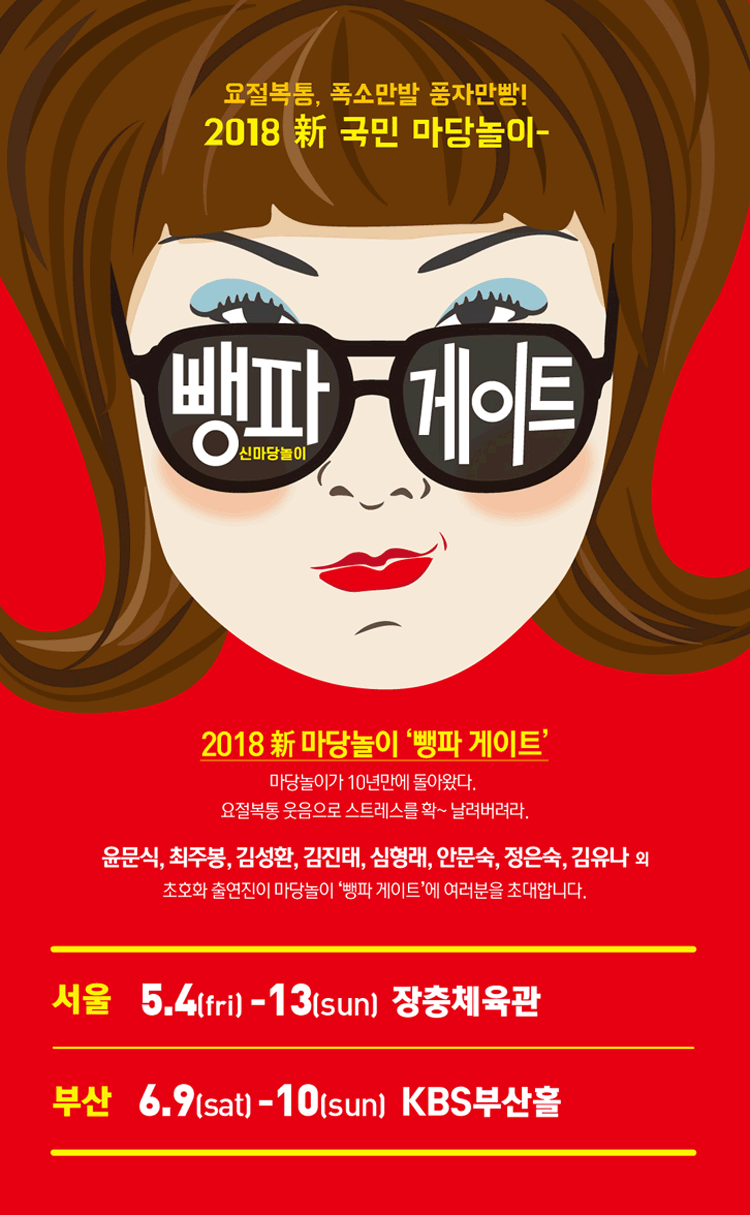 요절복통, 폭소만발 풍자만빵!
2018 新 국민 마당놀이-
뺑파
게이트
신마당놀이
2018 新 마당놀이 ‘뺑파 게이트’
마당놀이가 10년만에 돌아왔다.
요절복통 웃음으로 스트레스를 확~ 날려버려라.
윤문식, 최주봉, 김성환, 김진태, 심형래, 안문숙, 정은숙, 김유나 외
초호화 출연진이 마당놀이 ‘뺑파 게이트’에 여러분을 초대합니다.
서울 5.4(fri) -13(sun) 장충체육관
부산 6.9(sat) -10(sun) KBS부산홀